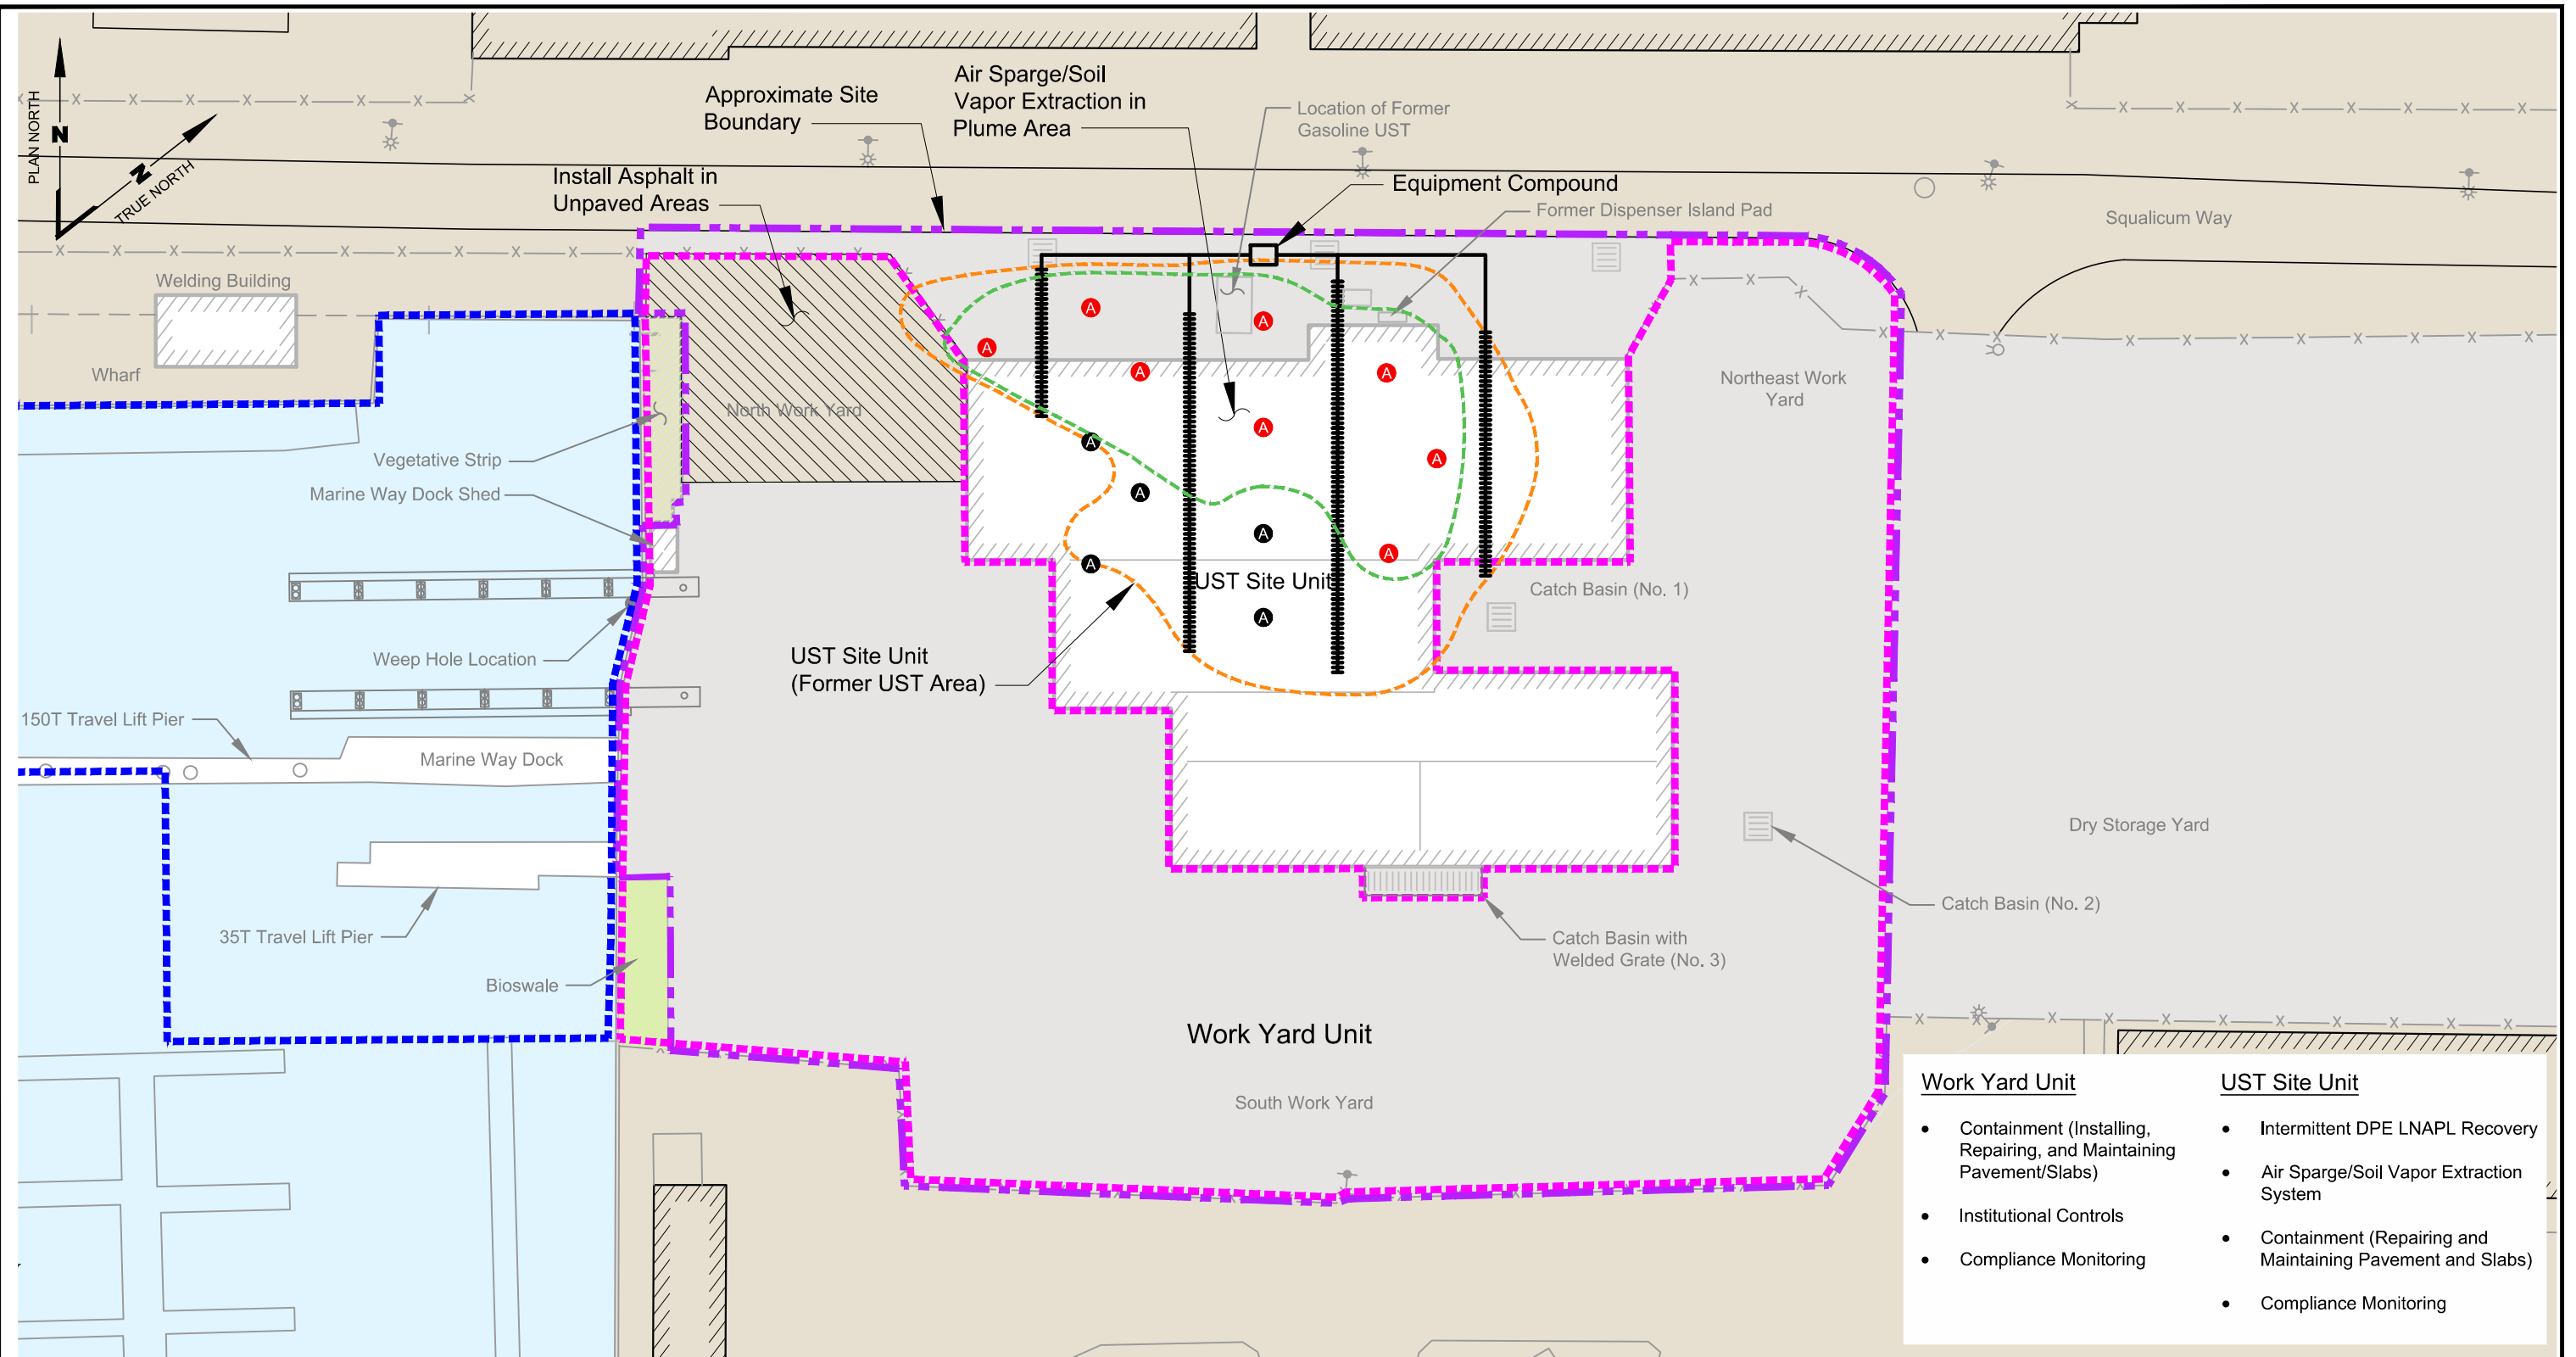 PLAN NORTH
N
N
TRUE NORTH
Approximate Site
Boundary
Air Sparge/Soil
Vapor Extraction in
Plume Area
Location of Former
Gasoline UST
Install Asphalt in
Unpaved Areas
Equipment Compound
Former Dispenser Island Pad
Squalicum Way
Welding Building
Wharf
North Work Yard
Northeast Work
Yard
A
A
A
A
A
A
A
A
A
A
A
A
A
Vegetative Strip
Marine Way Dock Shed
UST Site Unit
Catch Basin (No. 1)
Weep Hole Location
UST Site Unit
(Former UST Area)
150T Travel Lift Pier
Marine Way Dock
Dry Storage Yard
Catch Basin (No. 2)
35T Travel Lift Pier
Catch Basin with
Welded Grate (No. 3)
Bioswale
Work Yard Unit
South Work Yard
Work Yard Unit
• Containment (Installing,
Repairing, and Maintaining
Pavement/Slabs)
• Institutional Controls
• Compliance Monitoring
UST Site Unit
• Intermittent DPE LNAPL Recovery
• Air Sparge/Soil Vapor Extraction
System
• Containment (Repairing and
Maintaining Pavement and Slabs)
• Compliance Monitoring